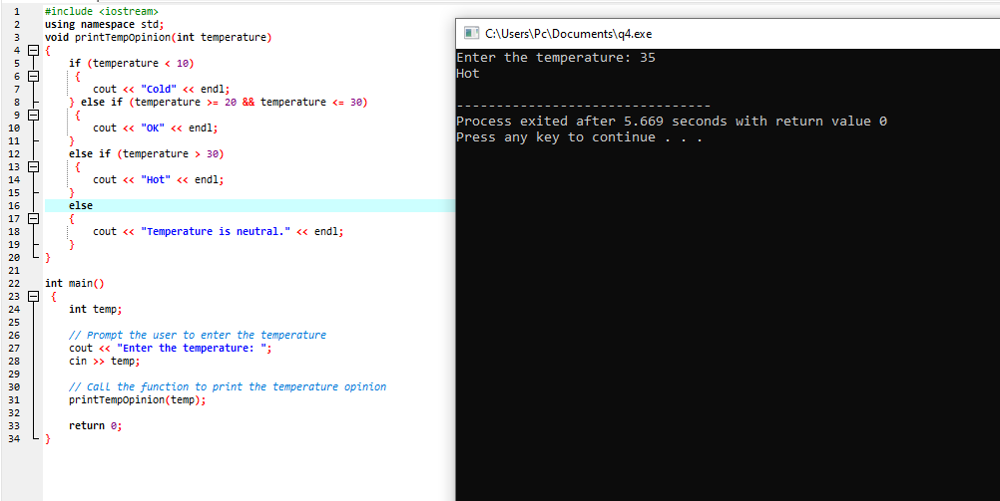 1 #include <iostream>
2 using namespace std;
3 void printTempOpinion(int temperature)
4 {
5 if (temperature < 10)
6 {
7 cout << "Cold" << endl;
8 } else if (temperature >= 20 && temperature <= 30)
9 {
10 cout << "OK" << endl;
11 }
12 else if (temperature > 30)
13 {
14 cout << "Hot" << endl;
15 }
16 else
17 {
18 cout << "Temperature is neutral." << endl;
19 }
20 }
21
22 int main()
23 {
24 int temp;
25
26 // Prompt the user to enter the temperature
27 cout << "Enter the temperature: ";
28 cin >> temp;
29
30 // Call the function to print the temperature opinion
31 printTempOpinion(temp);
32
33 return 0;
34 }
C:\Users\Pc\Documents\q4.exe
Enter the temperature: 35
Hot
--------------------------------
Process exited after 5.669 seconds with return value 0
Press any key to continue . . .